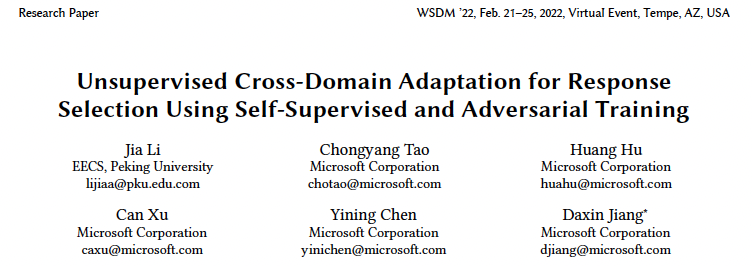 Research Paper
WSDM ’22, Feb. 21–25, 2022, Virtual Event, Tempe, AZ, USA
Unsupervised Cross-Domain Adaptation for Response
Selection Using Self-Supervised and Adversarial Training
Jia Li
EECS, Peking University
lijiaa@pku.edu.com
Chongyang Tao
Microsoft Corporation
chotao@microsoft.com
Huang Hu
Microsoft Corporation
huahu@microsoft.com
Can Xu
Microsoft Corporation
caxu@microsoft.com
Yining Chen
Microsoft Corporation
yinichen@microsoft.com
Daxin Jiang*
Microsoft Corporation
djiang@microsoft.com